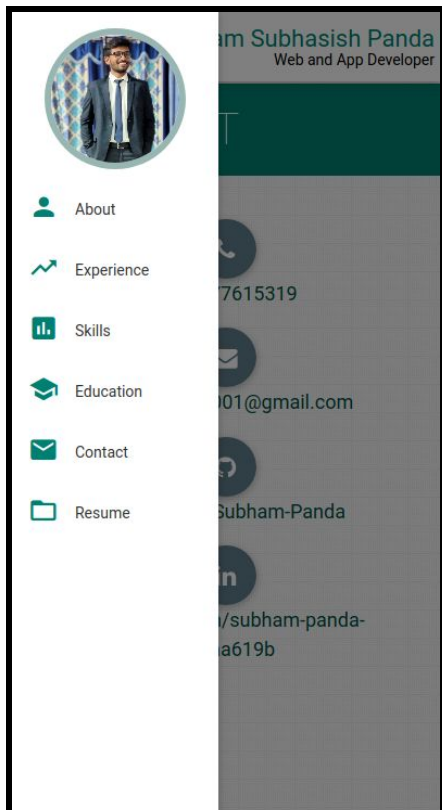 am Subhasish Panda
Web and App Developer
T
About
Experience
Skills
Education
Contact
Resume
77615319
001@gmail.com
Subham-Panda
in
/subham-panda-
a619b